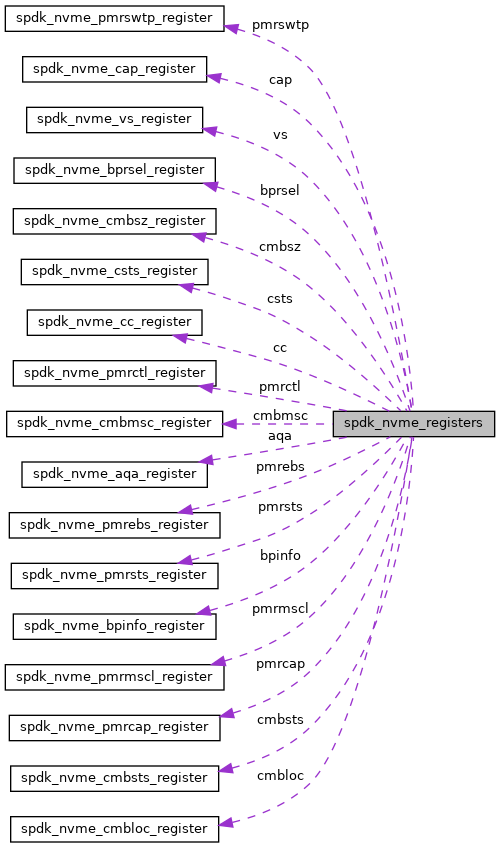 spdk_nvme_pmrswtp_register
pmrswtp
spdk_nvme_cap_register
cap
spdk_nvme_vs_register
vs
spdk_nvme_bprsel_register
bprsel
spdk_nvme_cmbsz_register
cmbsz
spdk_nvme_csts_register
csts
spdk_nvme_cc_register
cc
spdk_nvme_pmrctl_register
pmrctl
spdk_nvme_cmbmsc_register
cmbmsc
spdk_nvme_registers
aqa
spdk_nvme_aqa_register
pmrebs
spdk_nvme_pmrebs_register
pmrsts
spdk_nvme_pmrsts_register
bpinfo
spdk_nvme_bpinfo_register
pmrmscl
spdk_nvme_pmrmscl_register
pmrcap
spdk_nvme_pmrcap_register
cmbsts
spdk_nvme_cmbsts_register
cmbloc
spdk_nvme_cmbloc_register